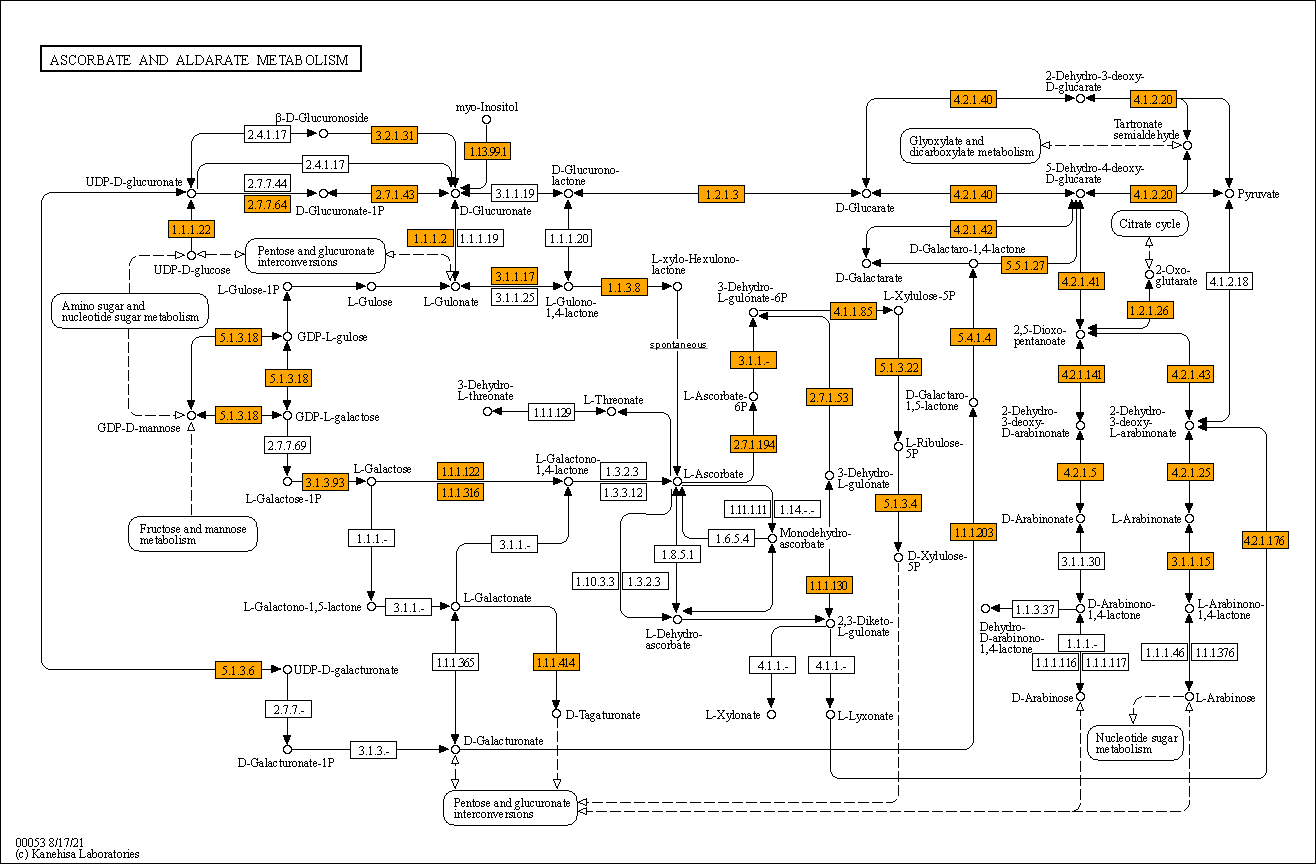 ASCORBATE AND ALDARATE METABOLISM
2-Dehydro-3-deoxy-
D-glucarate
4.2.1.40
4.1.2.20
myo-Inositol
β-D-Glucuronoside
2.4.1.17
3.2.1.31
1.13.99.1
Tartronate
semialdehyde
Glyoxylate and
dicarboxylate metabolism
2.4.1.17
UDP-D-glucuronate
2.7.7.44
2.7.7.64
D-Glucuronate-1P
2.7.1.43
D-Glucuronate
3.1.1.19
D-Glucurono-
lactone
1.2.1.3
D-Glucarate
4.2.1.40
5-Dehydro-4-deoxy-
D-glucarate
4.1.2.20
Pyruvate
1.1.1.22
1.1.1.2
1.1.1.19
1.1.1.20
4.2.1.42
Citrate cycle
UDP-D-glucose
Pentose and glucuronate
interconversions
D-Galactaro-1,4-lactone
D-Galactarate
5.5.1.27
L-Gulose-1P
L-Gulose
L-Gulonate
3.1.1.17
3.1.1.25
L-Gulono-
1,4-lactone
1.1.3.8
L-xylo-Hexulono-
lactone
4.2.1.41
2-Oxo-
glutarate
4.1.2.18
Amino sugar and
nucleotide sugar metabolism
3-Dehydro-
L-gulonate-6P
4.1.1.85
L-Xylulose-5P
1.2.1.26
5.1.3.18
GDP-L-gulose
spontaneous
5.4.1.4
2,5-Dioxo-
pentanoate
3.1.1.-
5.1.3.22
5.1.3.18
4.2.1.141
4.2.1.43
3-Dehydro-
L-threonate
1.1.1.129
L-Threonate
L-Ascorbate-
6P
2.7.1.53
D-Galactaro-
1,5-lactone
GDP-D-mannose
5.1.3.18
GDP-L-galactose
2-Dehydro-
3-deoxy-
D-arabinonate
2-Dehydro-
3-deoxy-
L-arabinonate
2.7.7.69
2.7.1.194
L-Ribulose-
5P
L-Galactose-1P
3.1.3.93
L-Galactose
1.1.1.122
1.1.1.316
L-Galactono-
1,4-lactone
1.3.2.3
1.3.3.12
L-Ascorbate
3-Dehydro-
L-gulonate
4.2.1.5
4.2.1.25
5.1.3.4
1.11.1.11
1.14.-.-
Fructose and mannose
metabolism
1.1.1.-
3.1.1.-
1.6.5.4
Monodehydro-
ascorbate
1.1.1.203
D-Arabinonate
L-Arabinonate
4.2.1.176
1.8.5.1
D-Xylulose-
5P
3.1.1.30
3.1.1.15
1.10.3.3
1.3.2.3
1.1.1.130
L-Galactono-1,5-lactone
3.1.1.-
L-Galactonate
1.1.3.37
D-Arabinono-
1,4-lactone
L-Arabinono-
1,4-lactone
Dehydro-
D-arabinono-
1,4-lactone
L-Dehydro-
ascorbate
2,3-Diketo-
L-gulonate
1.1.1.-
1.1.1.116
1.1.1.117
1.1.1.46
1.1.1.376
5.1.3.6
UDP-D-galacturonate
1.1.1.365
1.1.1.414
4.1.1.-
4.1.1.-
D-Arabinose
L-Arabinose
2.7.7.-
D-Tagaturonate
L-Xylonate
L-Lyxonate
Nucleotide sugar
metabolism
D-Galacturonate-1P
3.1.3.-
D-Galacturonate
Pentose and glucuronate
interconversions
00053 8/17/21
(c) Kanehisa Laboratories